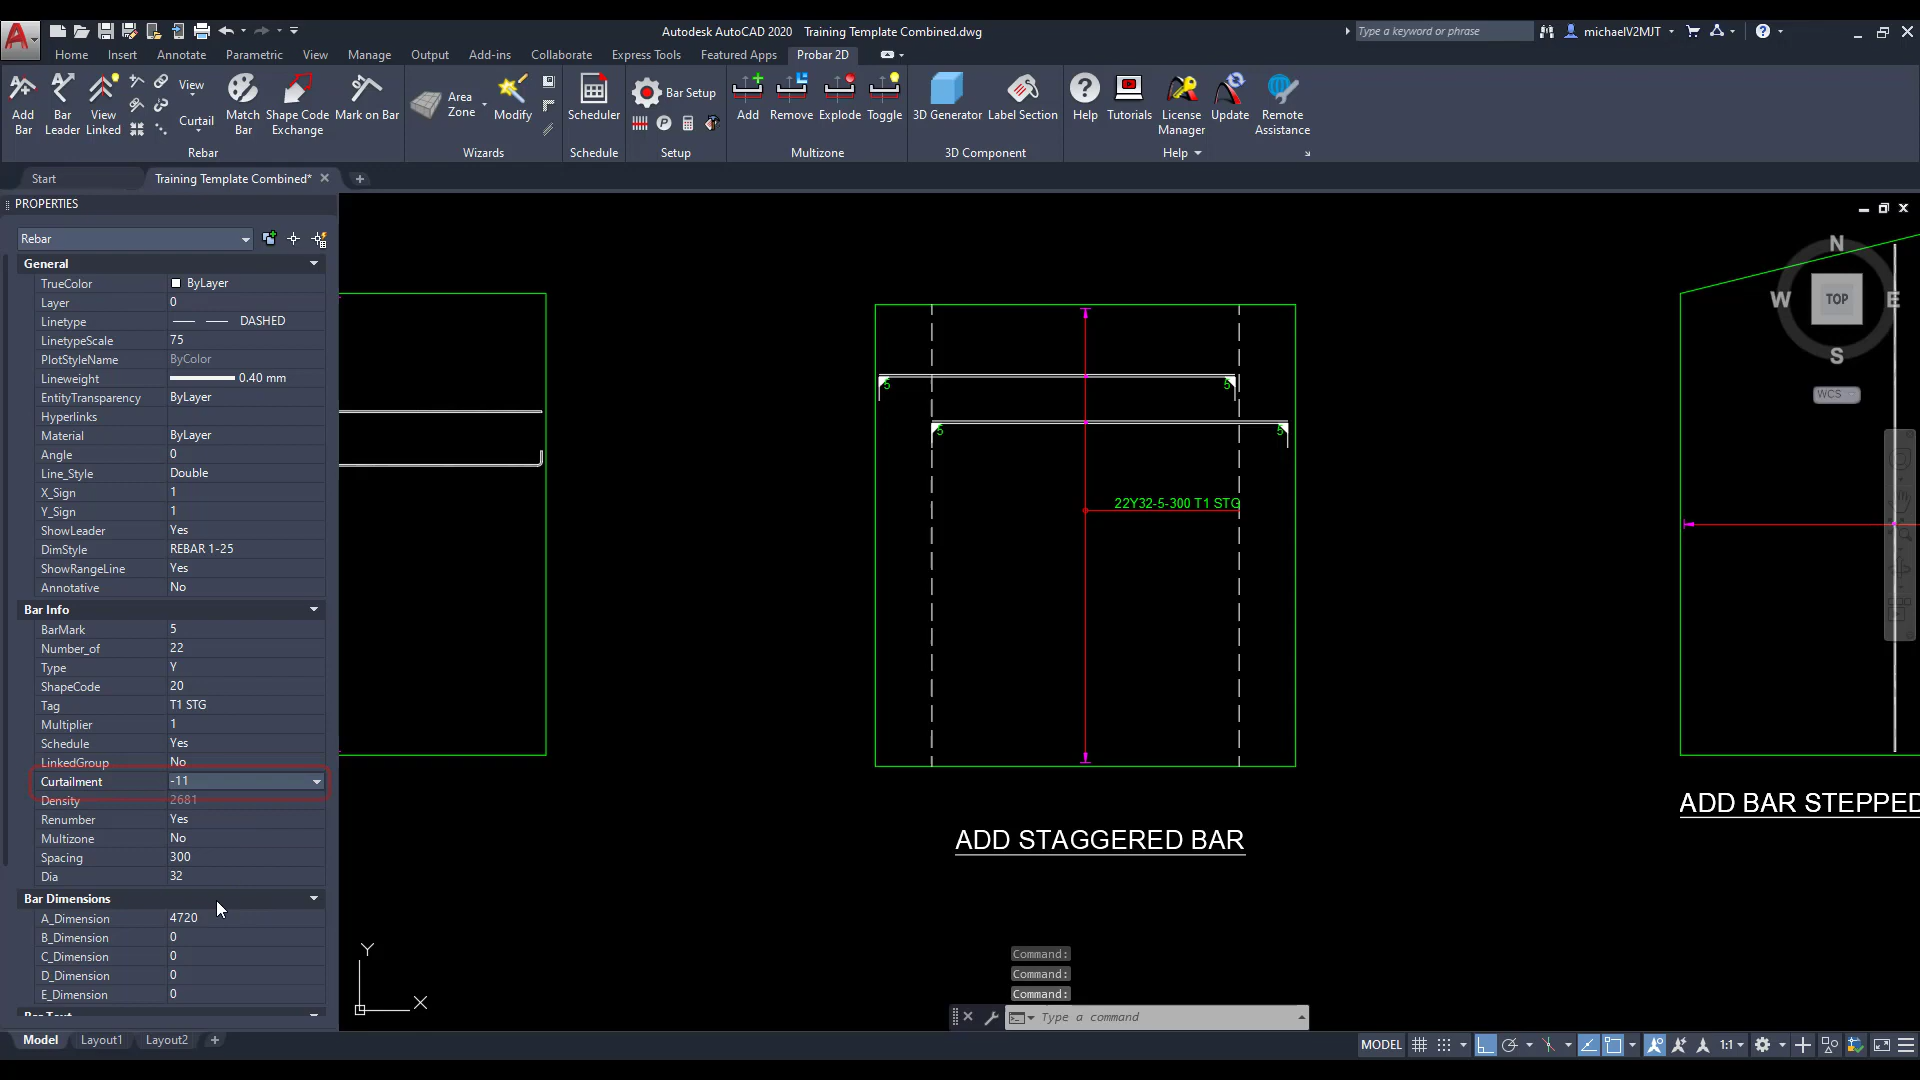 Autodesk AutoCAD 2020 Training Template Combined.dwg
Type a keyword or phrase
michaelV2MJT
Home Insert Annotate Parametric View Manage Output Add-ins Collaborate Express Tools Featured Apps Probar 2D
Add Bar
Bar Leader
View Linked
View
Curtail
Match Bar
Shape Code Exchange
Mark on Bar
Area Zone
Modify
Scheduler
Bar Setup
Add
Remove
Explode
Toggle
3D Generator
Label Section
Help
Tutorials
License Manager
Update
Remote Assistance
Rebar Wizards Schedule Setup Multizone 3D Component Help
Start Training Template Combined*
PROPERTIES
Rebar
General
TrueColor ByLayer
Layer 0
Linetype DASHED
LinetypeScale 75
PlotStyleName ByColor
Lineweight 0.40 mm
EntityTransparency ByLayer
Hyperlinks
Material ByLayer
Angle 0
Line_Style Double
X_Sign 1
Y_Sign 1
ShowLeader Yes
DimStyle REBAR 1-25
ShowRangeLine Yes
Annotative No
Bar Info
BarMark 5
Number_of 22
Type Y
ShapeCode 20
Tag T1 STG
Multiplier 1
Schedule Yes
LinkedGroup No
Curtailment -11
Density 2681
Renumber Yes
Multizone No
Spacing 300
Dia 32
Bar Dimensions
A_Dimension 4720
B_Dimension 0
C_Dimension 0
D_Dimension 0
E_Dimension 0
Bar Text
5 5
5 5
22Y32-5-300 T1 STG
ADD STAGGERED BAR
ADD BAR STEPPED
N
W TOP E
S
WCS
Y
X
Command:
Command:
Command:
Type a command
Model Layout1 Layout2
MODEL 1:1